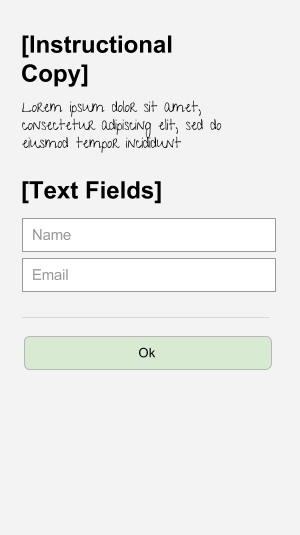 [Instructional
Copy]
Lorem ipsum dolor sit amet,
consectetur adipiscing elit, sed do
eiusmod tempor incididunt
[Text Fields]
Name
Email
Ok